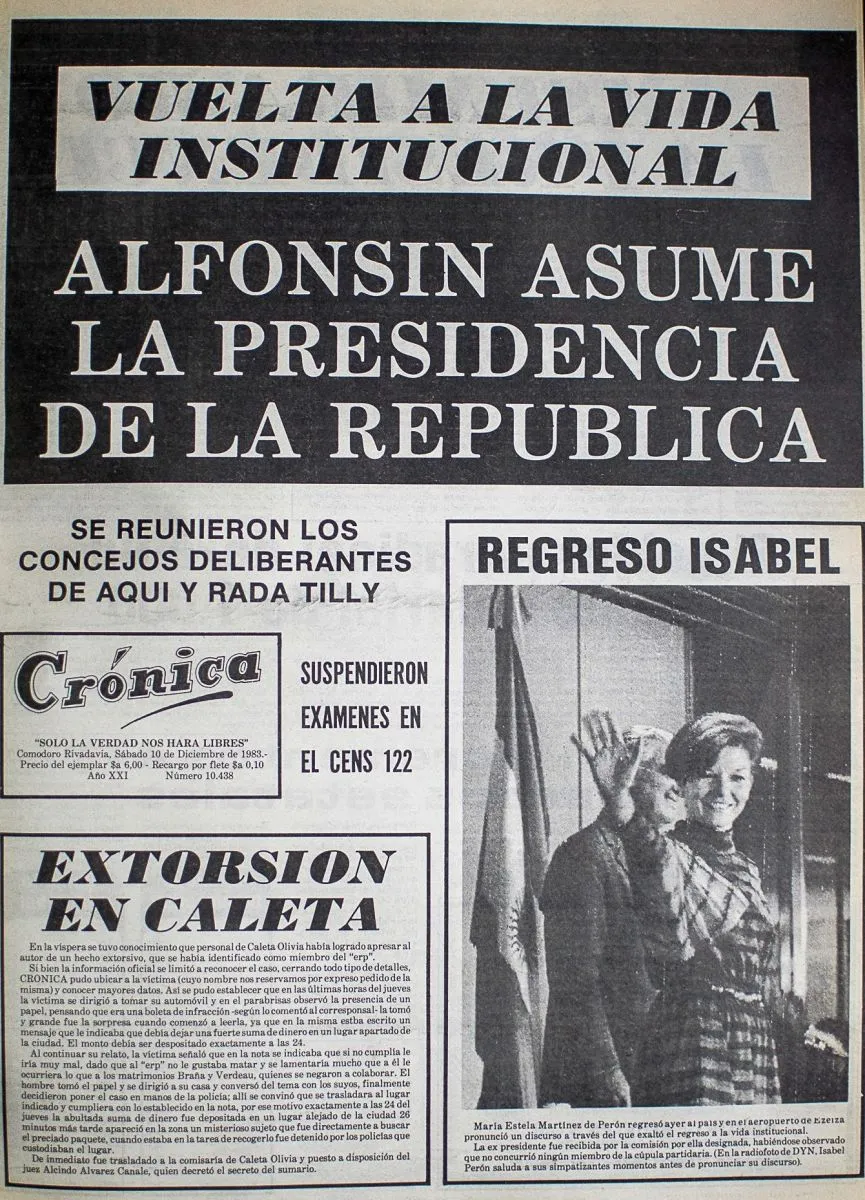 VUELTA A LA VIDA
INSTITUCIONAL
ALFONSIN ASUME
LA PRESIDENCIA
DE LA REPUBLICA
SE REUNIERON LOS
CONCEJOS DELIBERANTES
DE AQUI Y RADA TILLY
Crónica
"SOLO LA VERDAD NOS HARA LIBRES"
Comodoro Rivadavia, Sábado 10 de Diciembre de 1983.-
Precio del ejemplar $a 6,00 - Recargo por flete $a 0,10
Año XXI Número 10.438
SUSPENDIERON
EXAMENES EN
EL CENS 122
EXTORSION
EN CALETA
En la víspera se tuvo conocimiento que personal de Caleta Olivia había logrado apresar al
autor de un hecho extorsivo, que se había identificado como miembro del "erp".
Si bien la información oficial se limitó a reconocer el caso, cerrando todo tipo de detalles,
CRONICA pudo ubicar a la víctima (cuyo nombre nos reservamos por expreso pedido de la
misma) y conocer mayores datos. Así se pudo establecer que en las últimas horas del jueves
la víctima se dirigió a tomar su automóvil y en el parabrisas observó la presencia de un
papel, pensando que era una boleta de infracción -según lo comentó al corresponsal- la tomó
y grande fue la sorpresa cuando comenzó a leerla, ya que en la misma estba escrito un
mensaje que le indicaba que debía dejar una fuerte suma de dinero en un lugar apartado de
la ciudad. El monto debía ser despositado exactamente a las 24.
Al continuar su relato, la víctima señaló que en la nota se indicaba que si no cumplía le
iría muy mal, dado que al "erp" no le gustaba matar y se lamentaría mucho que a él le
ocurriera lo que a los matrimonios Braña y Verdeau, quienes se negaron a colaborar. El
hombre tomó el papel y se dirigió a su casa y conversó del tema con los suyos, finalmente
decidieron poner el caso en manos de la policía; allí se convino que se trasladara al lugar
indicado y cumpliera con lo establecido en la nota, por ese motivo exactamente a las 24 del
jueves la abultada suma de dinero fue depositada en un lugar alejado de la ciudad 26
minutos más tarde apareció en la zona un misterioso sujeto que fue directamente a buscar
el preciado paquete, cuando estaba en la tarea de recogerlo fue detenido por los policías que
custodiaban el lugar.
De inmediato fue trasladado a la comisaría de Caleta Olivia y puesto a disposición del
juez Alcindo Alvarez Canale, quien decretó el secreto del sumario.
REGRESO ISABEL
María Estela Martínez de Perón regresó ayer al país y en el aeropuerto de Ezeiza
pronunció un discurso a través del que exaltó el regreso a la vida institucional.
La ex presidente fue recibida por la comisión por ella designada, habiéndose observado
que no concurrió ningún miembro de la cúpula partidaria. (En la radiofoto de DYN, Isabel
Perón saluda a sus simpatizantes momentos antes de pronunciar su discurso).